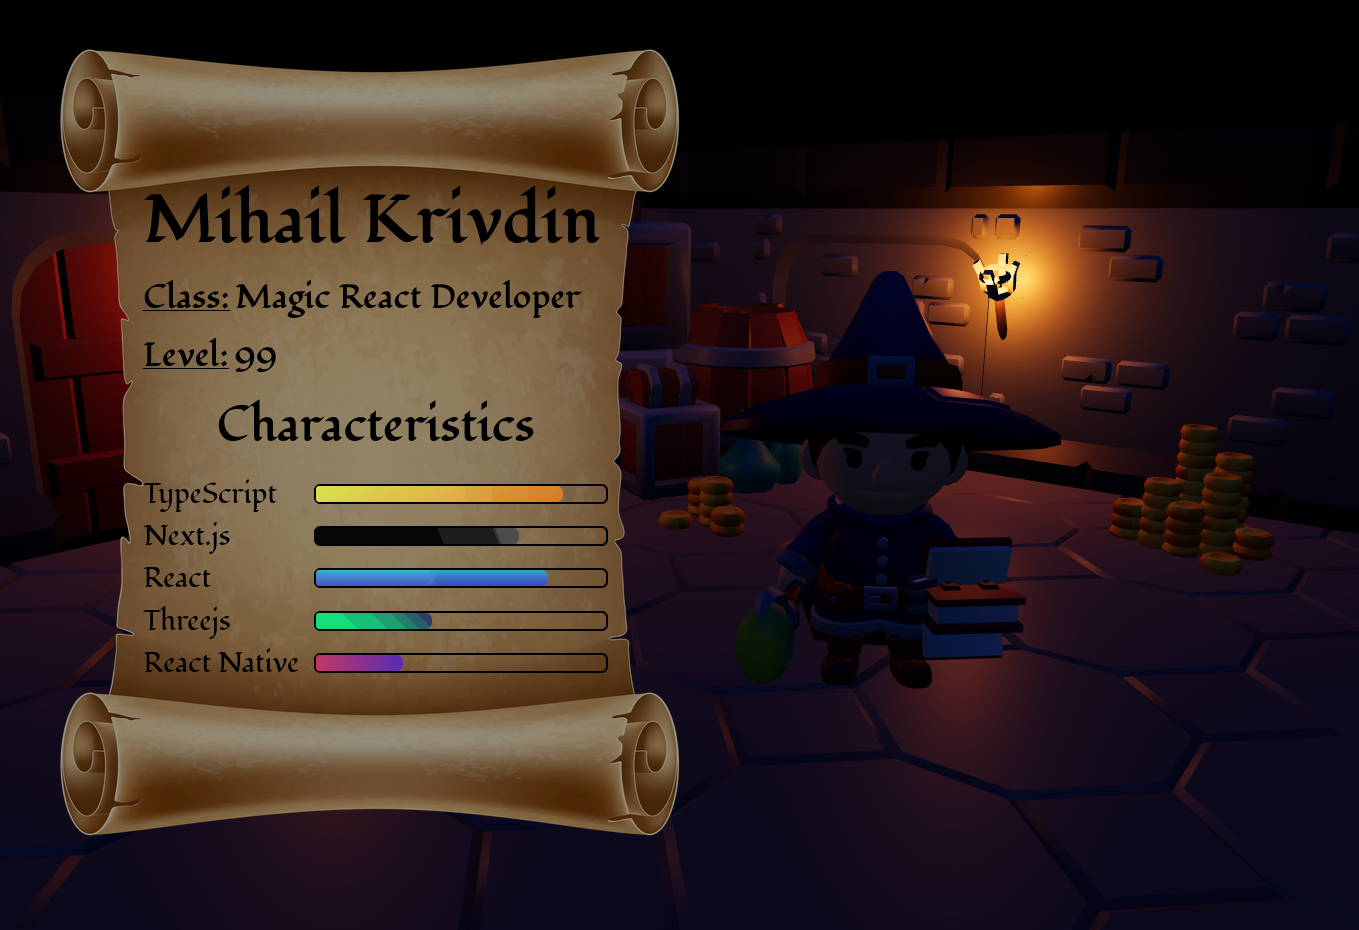 Mihail Krivdin
Class: Magic React Developer
Level: 99
Characteristics
TypeScript
Next.js
React
Threejs
React Native